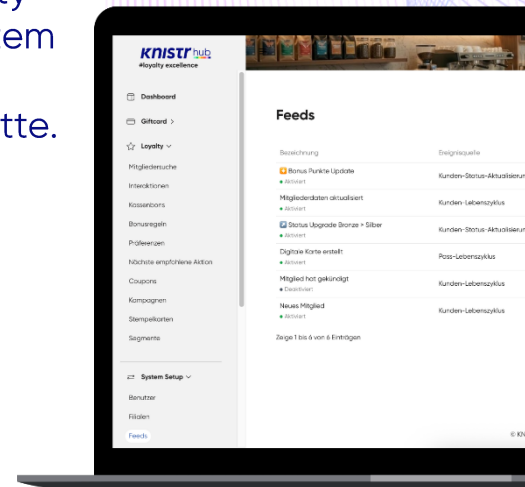 tem
tte.
KNISTr hub
#loyalty excellence
Dashboard
Giftcard >
Loyalty
Mitgliedersuche
Interaktionen
Kassenbons
Bonusregeln
Präferenzen
Nächste empfohlene Aktion
Coupons
Kampagnen
Stempelkarten
Segmente
System Setup
Benutzer
Filialen
Feeds
Feeds
Bezeichnung Ereignisquelle
Bonus Punkte Update Kunden-Status-Aktualisierun
Aktiviert
Mitgliederdaten aktualisiert Kunden-Lebenszyklus
Aktiviert
Status Upgrade Bronze > Silber Kunden-Status-Aktualisierun
Aktiviert
Digitale Karte erstellt Pass-Lebenszyklus
Aktiviert
Mitglied hat gekündigt Kunden-Lebenszyklus
Deaktiviert
Neues Mitglied Kunden-Lebenszyklus
Aktiviert
Zeige 1 bis 6 von 6 Einträgen
© KN